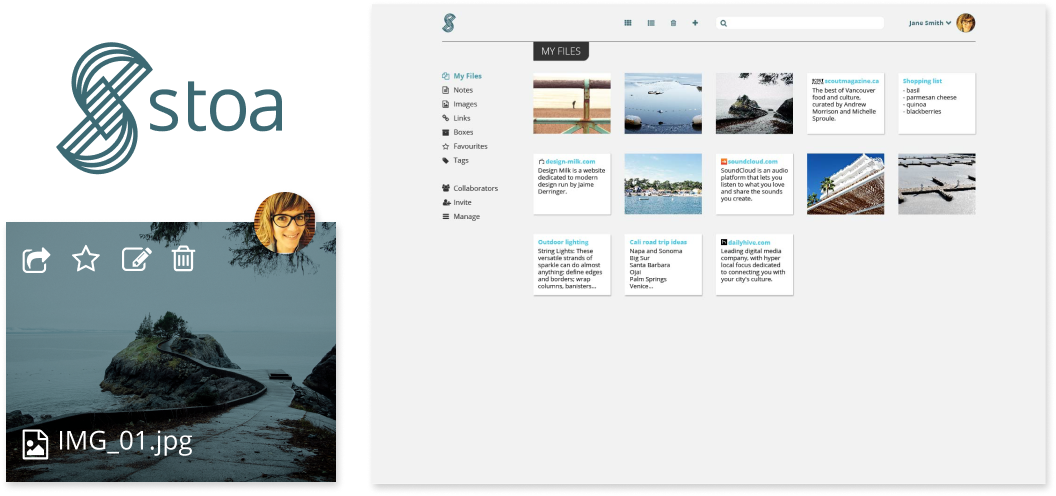 stoa
IMG_01.jpg
Jane Smith
MY FILES
My Files
Notes
Images
Links
Boxes
Favourites
Tags
Collaborators
Invite
Manage
scoutmagazine.ca
The best of Vancouver
food and culture,
curated by Andrew
Morrison and Michelle
Sproule.
Shopping list
- basil
- parmesan cheese
- quinoa
- blackberries
design-milk.com
Design Milk is a website
dedicated to modern
design run by Jaime
Derringer.
soundcloud.com
SoundCloud is an audio
platform that lets you
listen to what you love
and share the sounds
you create.
Outdoor lighting
String Lights: These
versatile strands of
sparkle can do almost
anything: define edges
and borders; wrap
columns, banisters...
Cali road trip ideas
Napa and Sonoma
Big Sur
Santa Barbara
Ojai
Palm Springs
Venice...
dailyhive.com
Leading digital media
company, with hyper
local focus dedicated
to connecting you with
your city's culture.